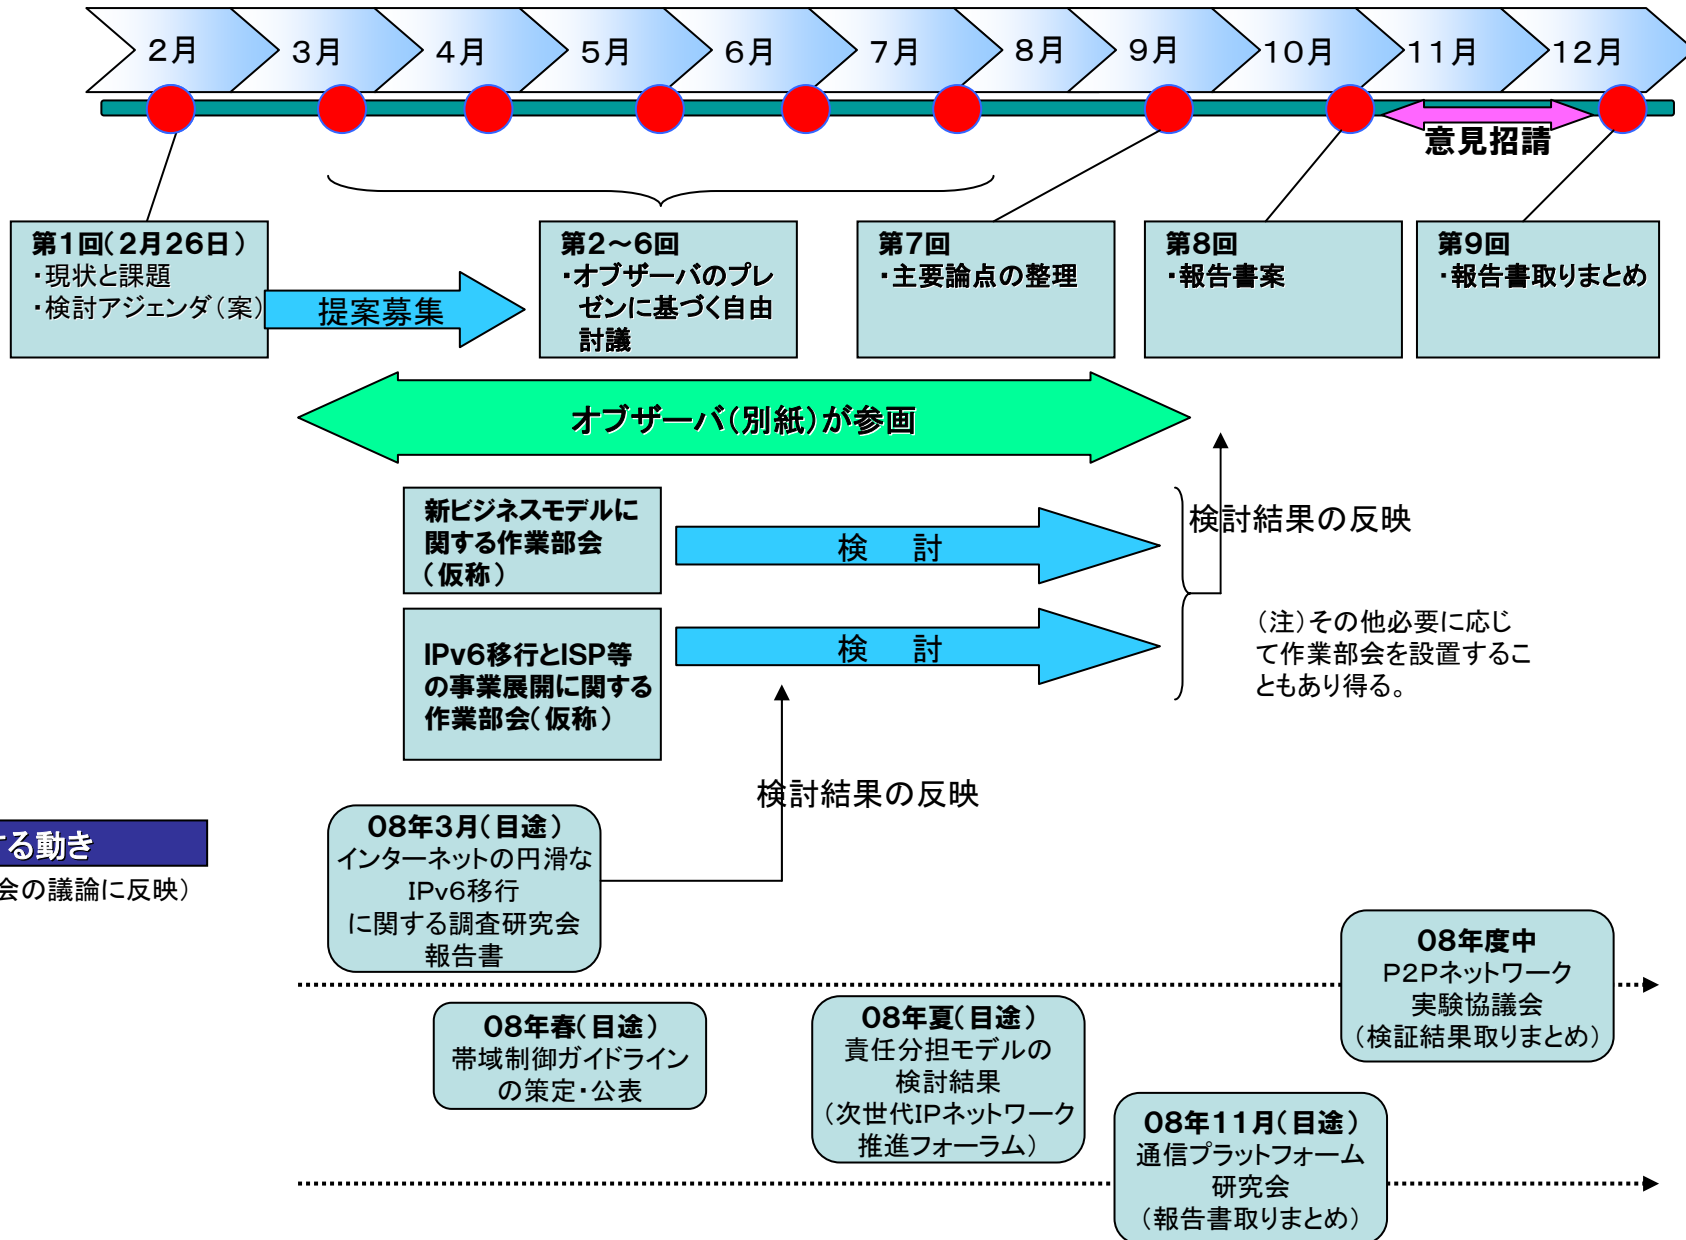 2月 3月 4月 5月 6月 7月 8月 9月 10月 11月 12月
意見招請
第1回(2月26日)
・現状と課題
・検討アジェンダ(案)
提案募集
第2～6回
・オブザーバのプレ
ゼンに基づく自由
討議
第7回
・主要論点の整理
第8回
・報告書案
第9回
・報告書取りまとめ
オブザーバ(別紙)が参画
新ビジネスモデルに
関する作業部会
(仮称)
検　討
検討結果の反映
IPv6移行とISP等
の事業展開に関する
作業部会(仮称)
検　討
(注)その他必要に応じ
て作業部会を設置するこ
ともあり得る。
検討結果の反映
する動き
会の議論に反映)
08年3月(目途)
インターネットの円滑な
IPv6移行
に関する調査研究会
報告書
08年春(目途)
帯域制御ガイドライン
の策定・公表
08年夏(目途)
責任分担モデルの
検討結果
(次世代IPネットワーク
推進フォーラム)
08年度中
P2Pネットワーク
実験協議会
(検証結果取りまとめ)
08年11月(目途)
通信プラットフォーム
研究会
(報告書取りまとめ)